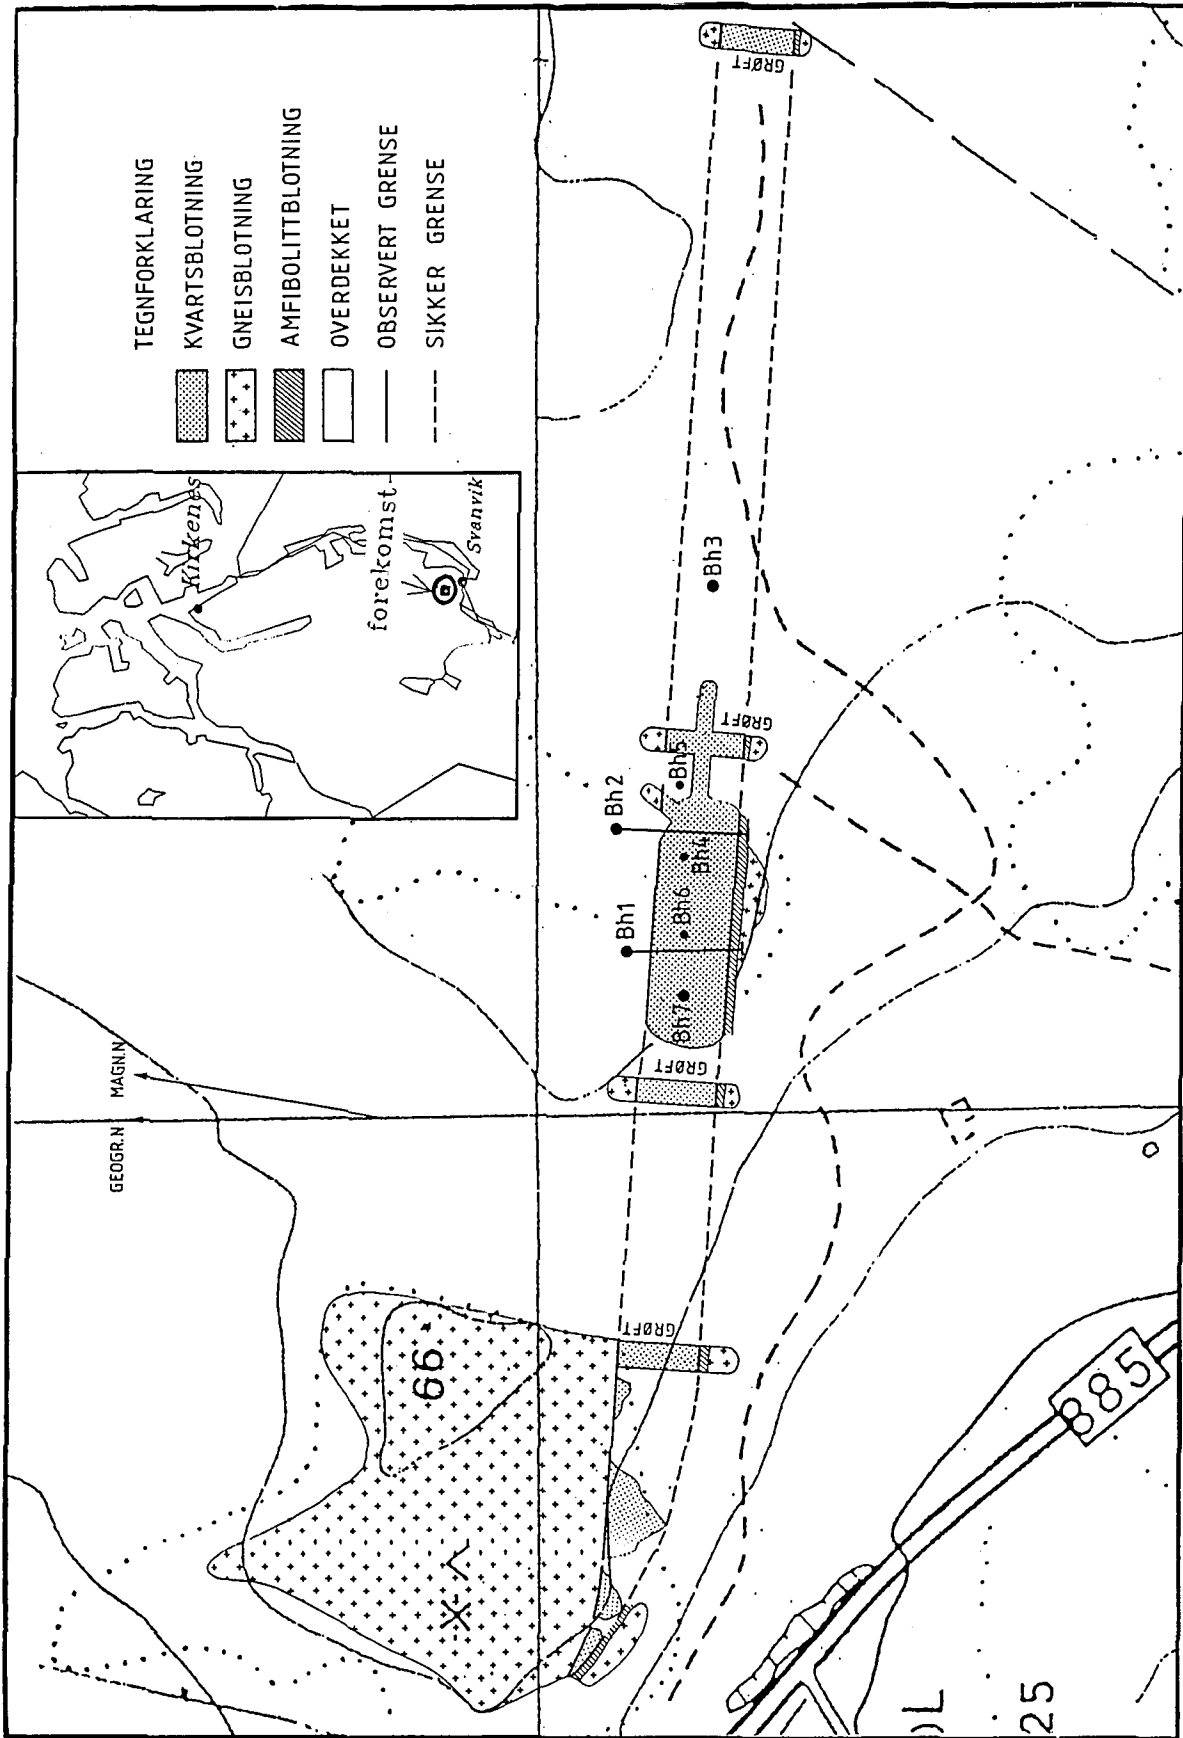 TEGNFORKLARING
KVARTSBLOTNING
GNEISBLOTNING
AMFIBOLITTBLOTNING
OVERDEKKET
OBSERVERT GRENSE
SIKKER GRENSE
Kirkenes
forekomst
Svanvik
GEOGR.N
MAGN.N
GRØFT
Bh3
GRØFT
Bh5
Bh2
Bh4
Bh1
Bh6
Bh7
GRØFT
GRØFT
66
885
25